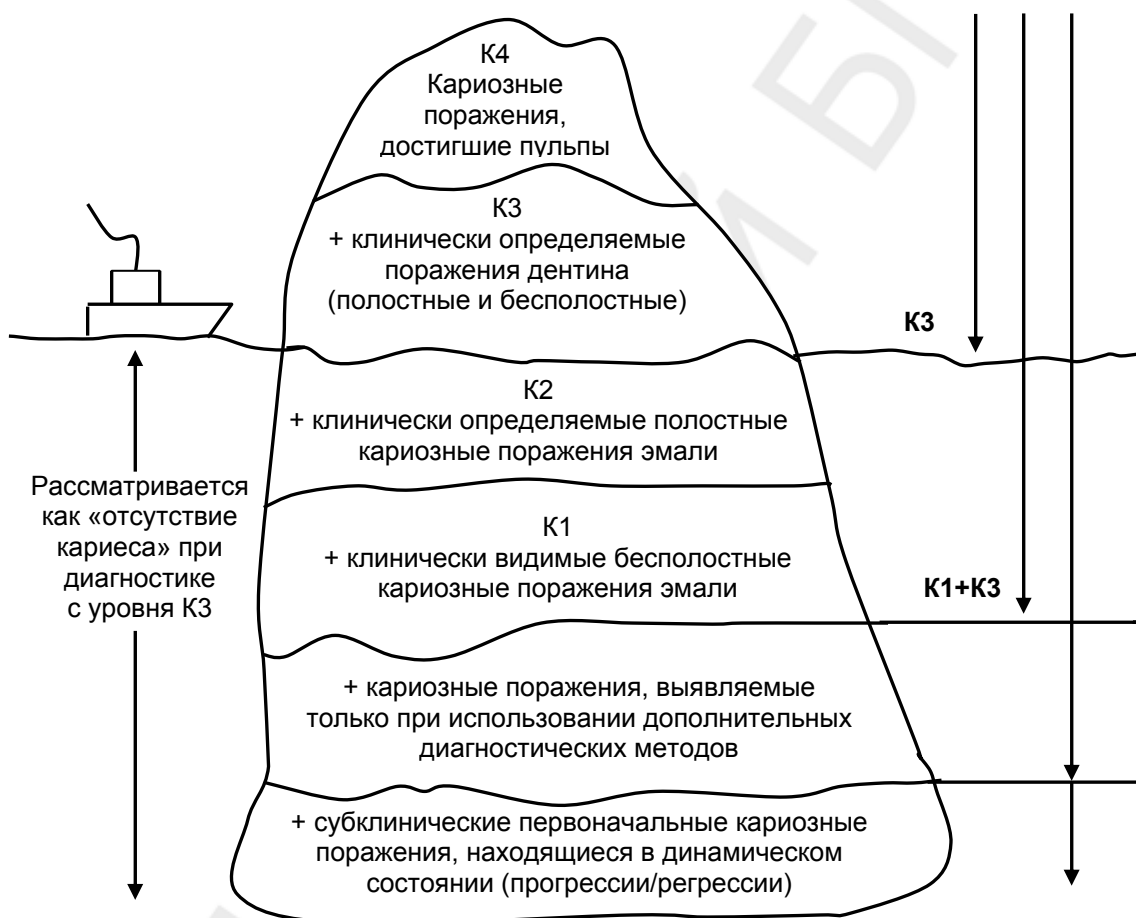 К4
Кариозные
поражения,
достигшие пульпы
К3
+ клинически определяемые
поражения дентина
(полостные и бесполостные)
К3
К2
+ клинически определяемые полостные
кариозные поражения эмали
Рассматривается
как «отсутствие
кариеса» при
диагностике
с уровня К3
К1
+ клинически видимые бесполостные
кариозные поражения эмали
К1+К3
+ кариозные поражения, выявляемые
только при использовании дополнительных
диагностических методов
+ субклинические первоначальные кариозные
поражения, находящиеся в динамическом
состоянии (прогрессии/регрессии)